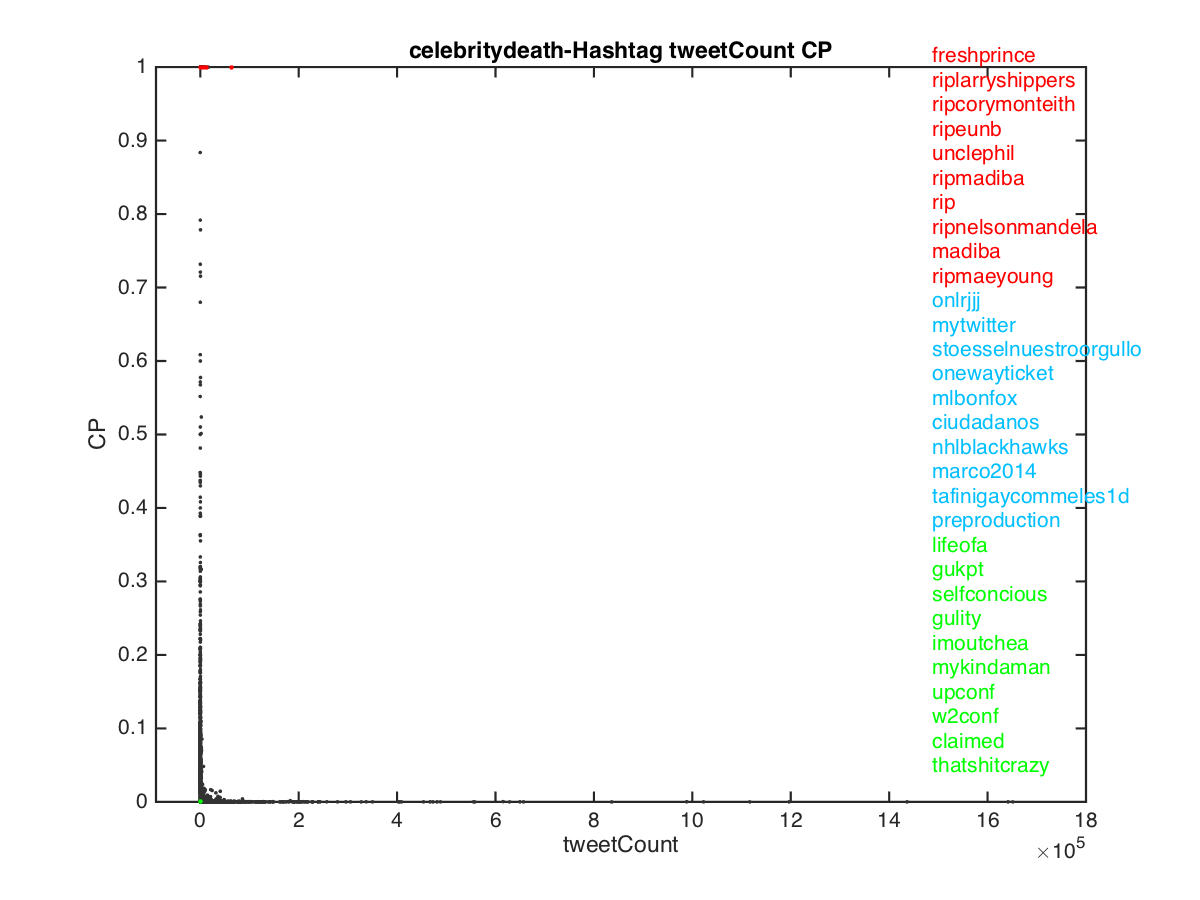 celebritydeath-Hashtag tweetCount CP
freshprince
riplarryshippers
ripcorymonteith
ripeunb
unclephil
ripmadiba
rip
ripnelsonmandela
madiba
ripmaeyoung
onlrjjj
mytwitter
stoesselnuestroorgullo
onewayticket
mlbonfox
ciudadanos
nhlblackhawks
marco2014
tafinigaycommeles1d
preproduction
lifeofa
gukpt
selfconcious
gulity
imoutchea
mykindaman
upconf
w2conf
claimed
thatshitcrazy
1
0.9
0.8
0.7
0.6
0.5
0.4
0.3
0.2
0.1
0
CP
0 2 4 6 8 10 12 14 16 18
tweetCount
×10^5